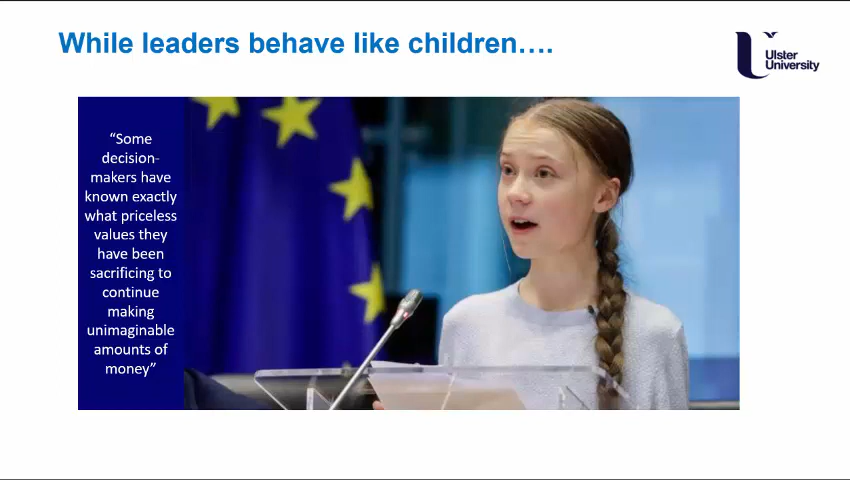 While leaders behave like children….
Ulster
University
“Some
decision-
makers have
known exactly
what priceless
values they
have been
sacrificing to
continue
making
unimaginable
amounts of
money”